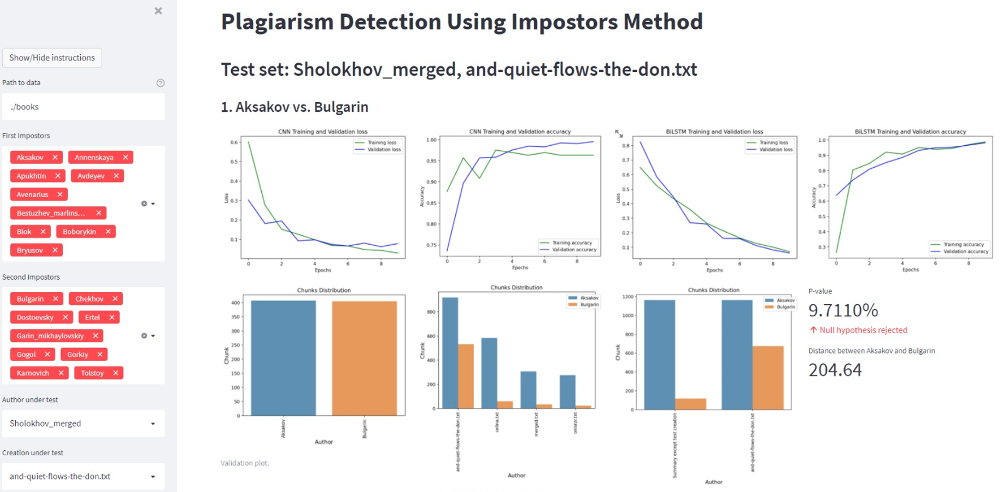 ×
Show/Hide instructions
Path to data
./books
First Impostors
Aksakov × Annenskaya ×
Apukhtin × Avdeyev ×
Avenarius ×
Bestuzhev_marlins... ×
Blok × Boborykin ×
Bryusov ×
Second Impostors
Bulgarin × Chekhov ×
Dostoevsky × Ertel ×
Garin_mikhaylovskiy ×
Gogol × Gorkiy ×
Karnovich × Tolstoy ×
Author under test
Sholokhov_merged
Creation under test
and-quiet-flows-the-don.txt
Plagiarism Detection Using Impostors Method
Test set: Sholokhov_merged, and-quiet-flows-the-don.txt
1. Aksakov vs. Bulgarin
CNN Training and Validation loss
Training loss
Validation loss
Loss
0.6
0.5
0.4
0.3
0.2
0.1
0 2 4 6 8
Epochs
CNN Training and Validation accuracy
Accuracy
1.00
0.95
0.90
0.85
0.80
0.75
Training accuracy
Validation accuracy
0 2 4 6 8
Epochs
BiLSTM Training and Validation loss
Training loss
Validation loss
Loss
0.8
0.7
0.6
0.5
0.4
0.3
0.2
0.1
0 2 4 6 8
Epochs
BiLSTM Training and Validation accuracy
Accuracy
1.0
0.9
0.8
0.7
0.6
0.5
0.4
0.3
Training accuracy
Validation accuracy
0 2 4 6 8
Epochs
Chunks Distribution
Chunk
400
350
300
250
200
150
100
50
0
Aksakov
Bulgarin
Author
Validation plot.
Chunks Distribution
Aksakov
Bulgarin
Chunk
800
600
400
200
0
and-quiet-flows-the-don.txt
celina.txt
merged.txt
onisrzr.txt
Author
Chunks Distribution
Aksakov
Bulgarin
Chunk
1200
1000
800
600
400
200
0
Summary except test creation
and-quiet-flows-the-don.txt
Author
P-value
9.7110%
↑ Null hypothesis rejected
Distance between Aksakov and Bulgarin
204.64